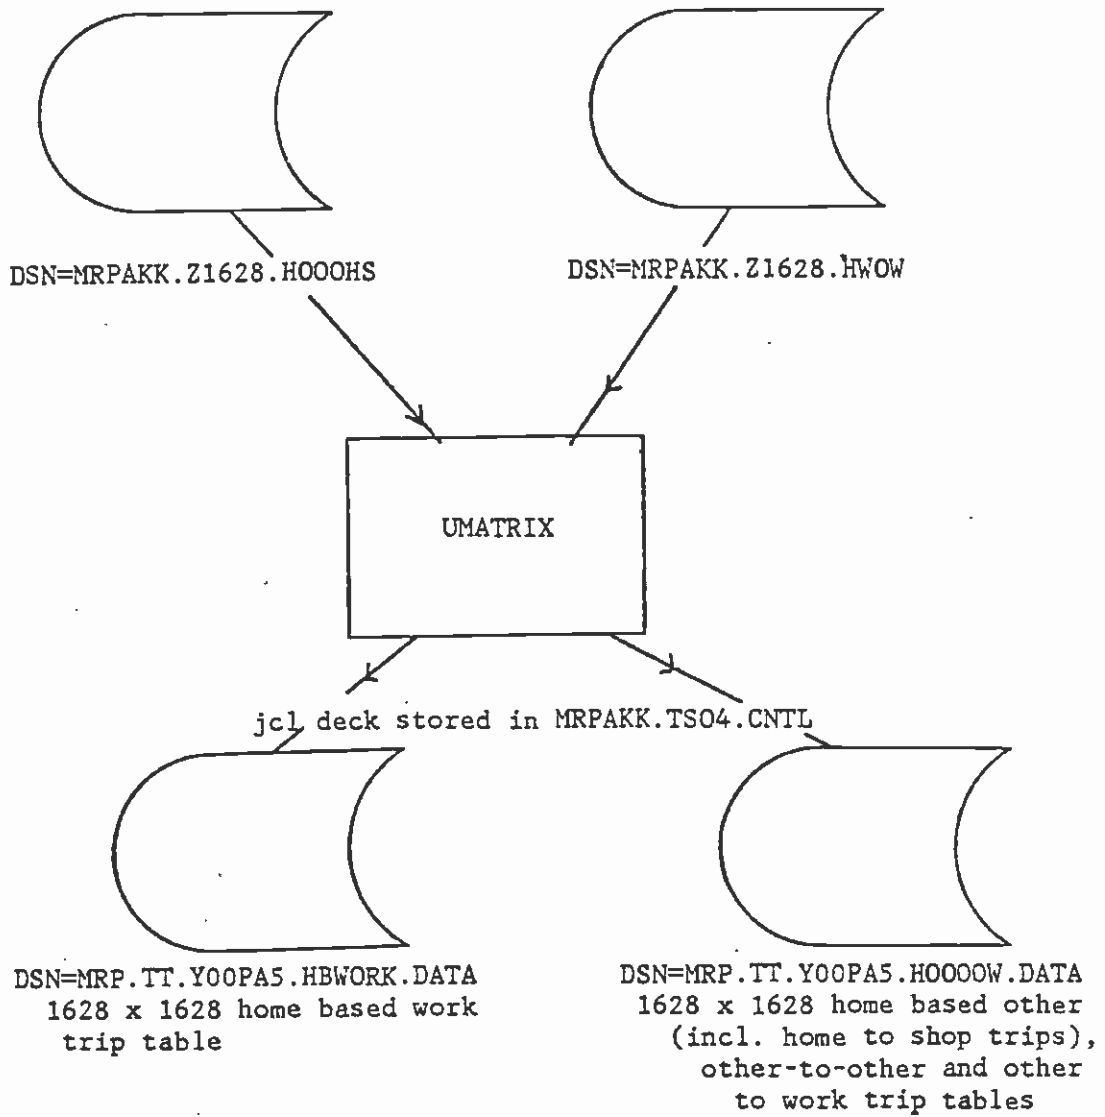 DSN=MRPAKK.Z1628.HOOOHS
DSN=MRPAKK.Z1628.HWOW
UMATRIX
jcl deck stored in MRPAKK.TSO4.CNTL
DSN=MRP.TT.Y00PA5.HBWORK.DATA
1628 x 1628 home based work
trip table
DSN=MRP.TT.Y00PA5.HOOOOW.DATA
1628 x 1628 home based other
(incl. home to shop trips),
other-to-other and other
to work trip tables